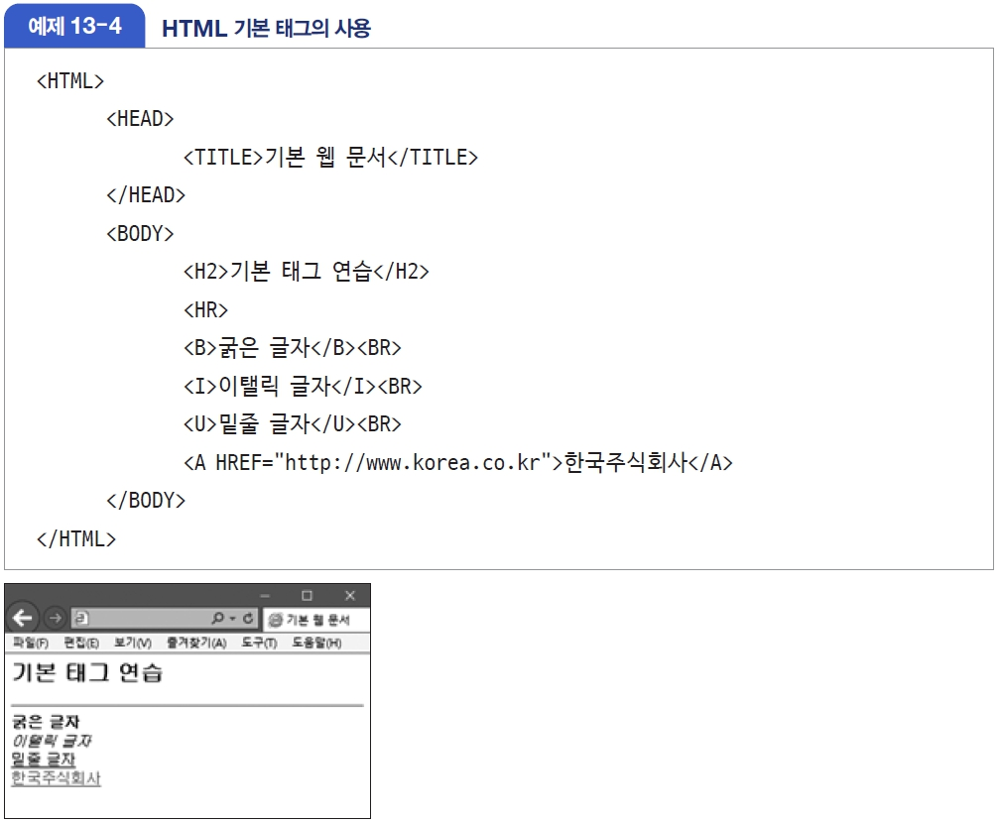 예제 13-4 HTML 기본 태그의 사용
<HTML>
<HEAD>
<TITLE>기본 웹 문서</TITLE>
</HEAD>
<BODY>
<H2>기본 태그 연습</H2>
<HR>
<B>굵은 글자</B><BR>
<I>이탤릭 글자</I><BR>
<U>밑줄 글자</U><BR>
<A HREF="http://www.korea.co.kr">한국주식회사</A>
</BODY>
</HTML>
기본 웹 문서
파일(F) 편집(E) 보기(V) 즐겨찾기(A) 도구(T) 도움말(H)
기본 태그 연습
굵은 글자
이탤릭 글자
밑줄 글자
한국주식회사